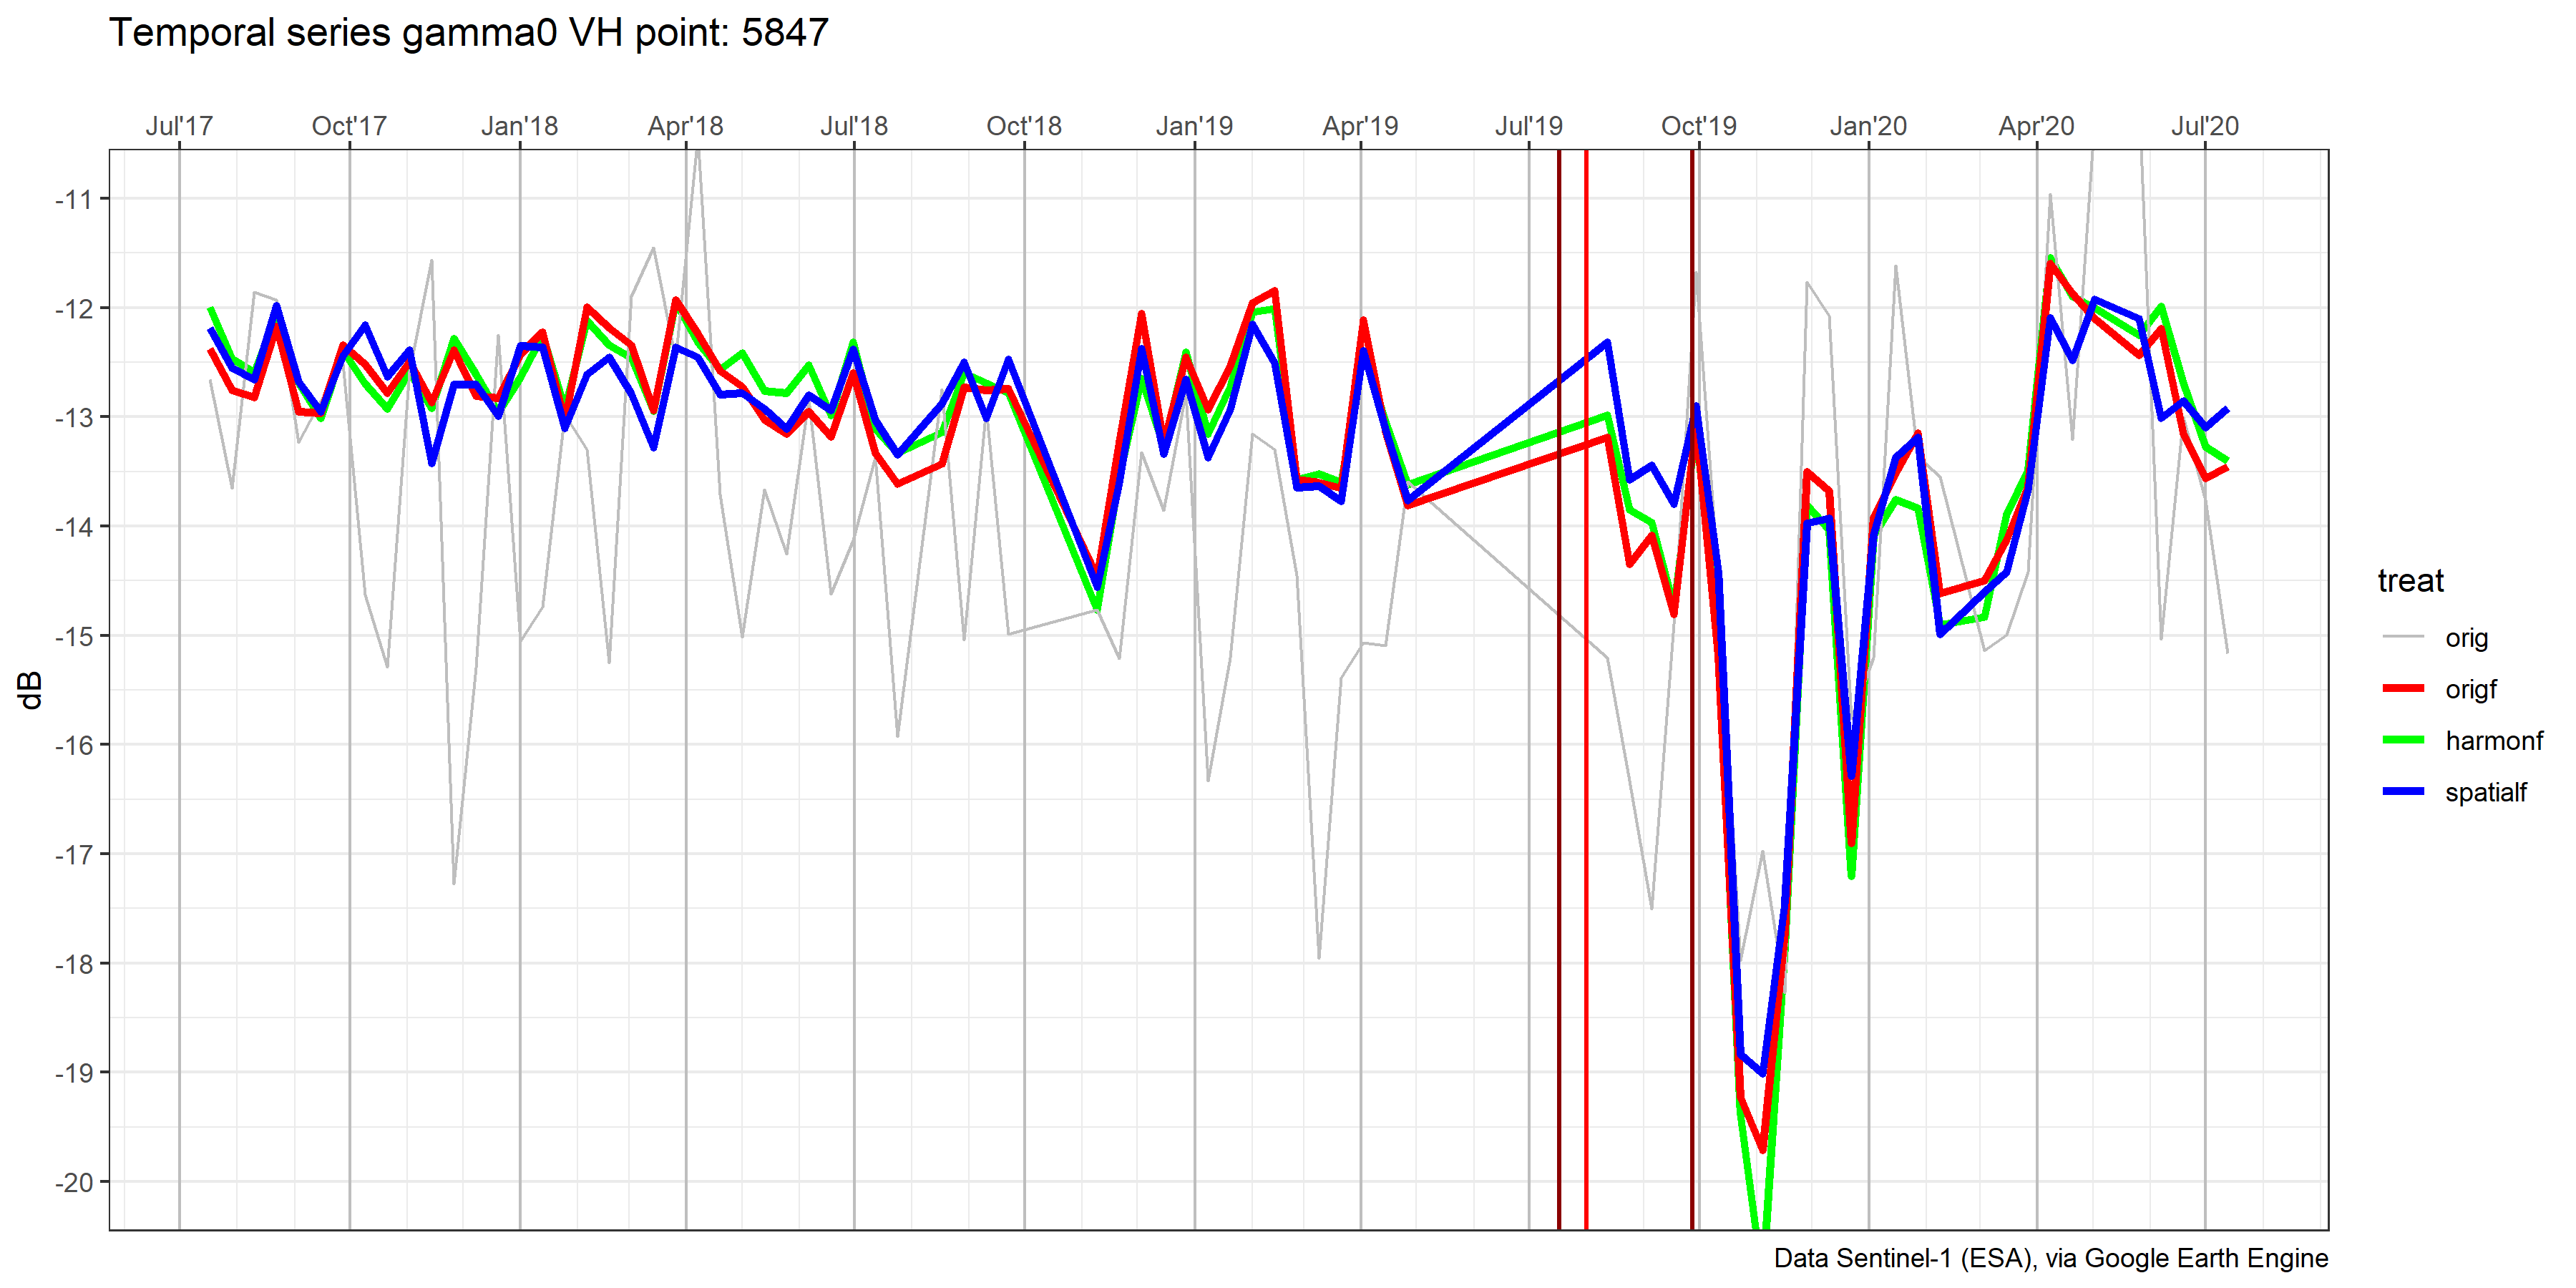 Temporal series gamma0 VH point: 5847
Jul'17 Oct'17 Jan'18 Apr'18 Jul'18 Oct'18 Jan'19 Apr'19 Jul'19 Oct'19 Jan'20 Apr'20 Jul'20
-11
-12
-13
-14
-15
-16
-17
-18
-19
-20
dB
treat
orig
origf
harmonf
spatialf
Data Sentinel-1 (ESA), via Google Earth Engine